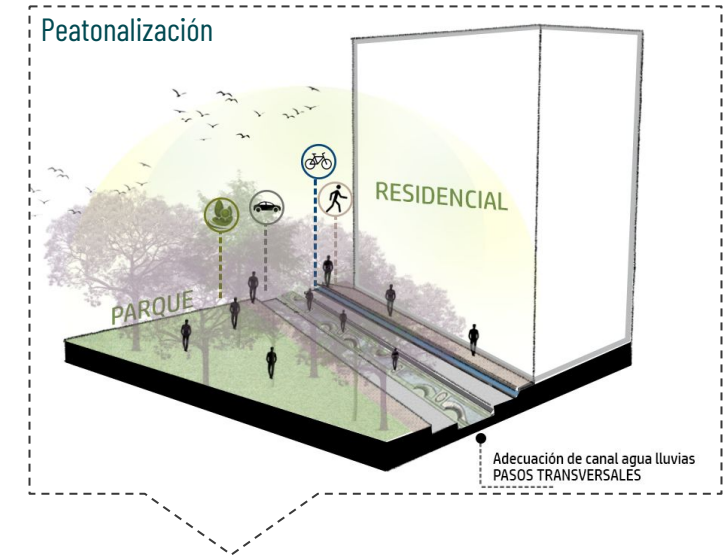 Peatonalización
RESIDENCIAL
PARQUE
Adecuación de canal agua lluvias
PASOS TRANSVERSALES